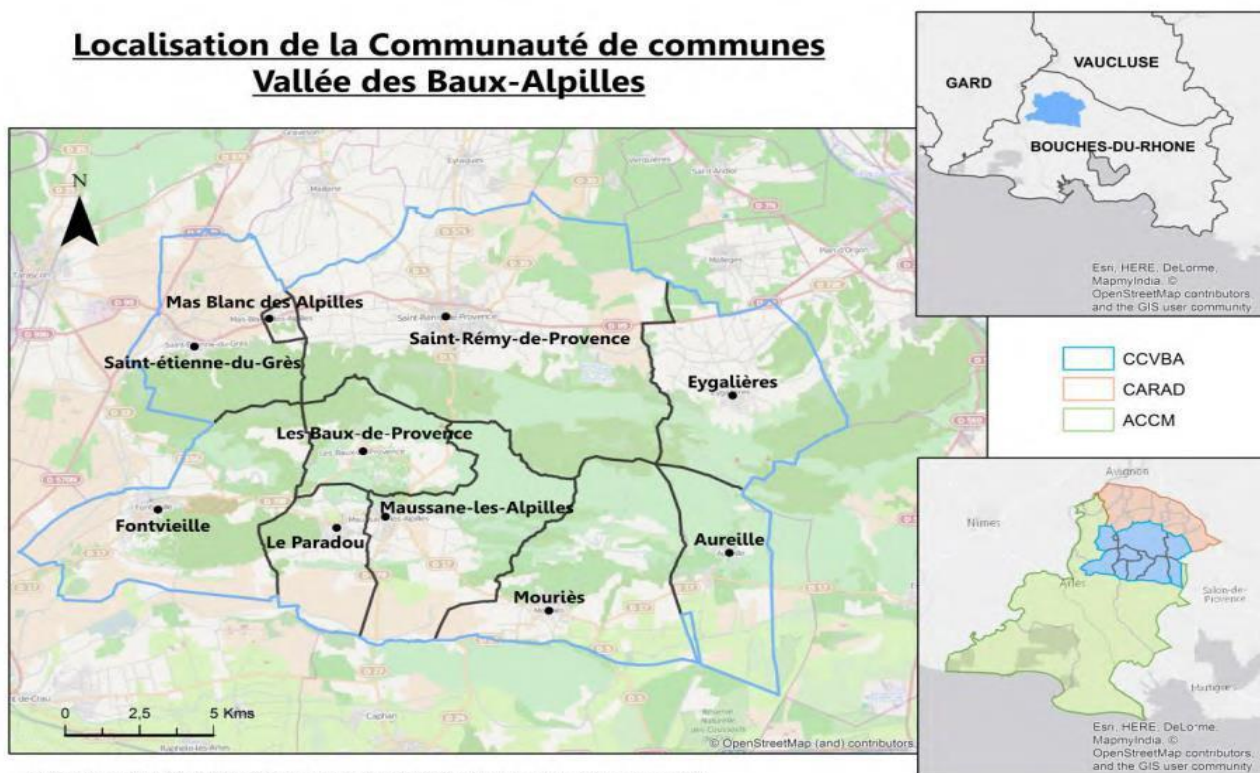 Localisation de la Communauté de communes
Vallée des Baux-Alpilles
N
Mas Blanc des Alpilles
Saint-étienne-du-Grès
Saint-Rémy-de-Provence
Eygalières
Les Baux-de-Provence
Fontvieille
Le Paradou
Maussane-les-Alpilles
Aureille
Mouriès
0 2,5 5 Kms
Caphan
© OpenStreetMap (and) contributors
GARD
VAUCLUSE
BOUCHES-DU-RHONE
Esri, HERE, DeLorme,
MapmyIndia, ©
OpenStreetMap contributors,
and the GIS user community
CCVBA
CARAD
ACCM
Avignon
Nîmes
Arles
Salon-de-
Provence
Esri, HERE, DeLorme,
MapmyIndia, ©
OpenStreetMap contributors,
and the GIS user community